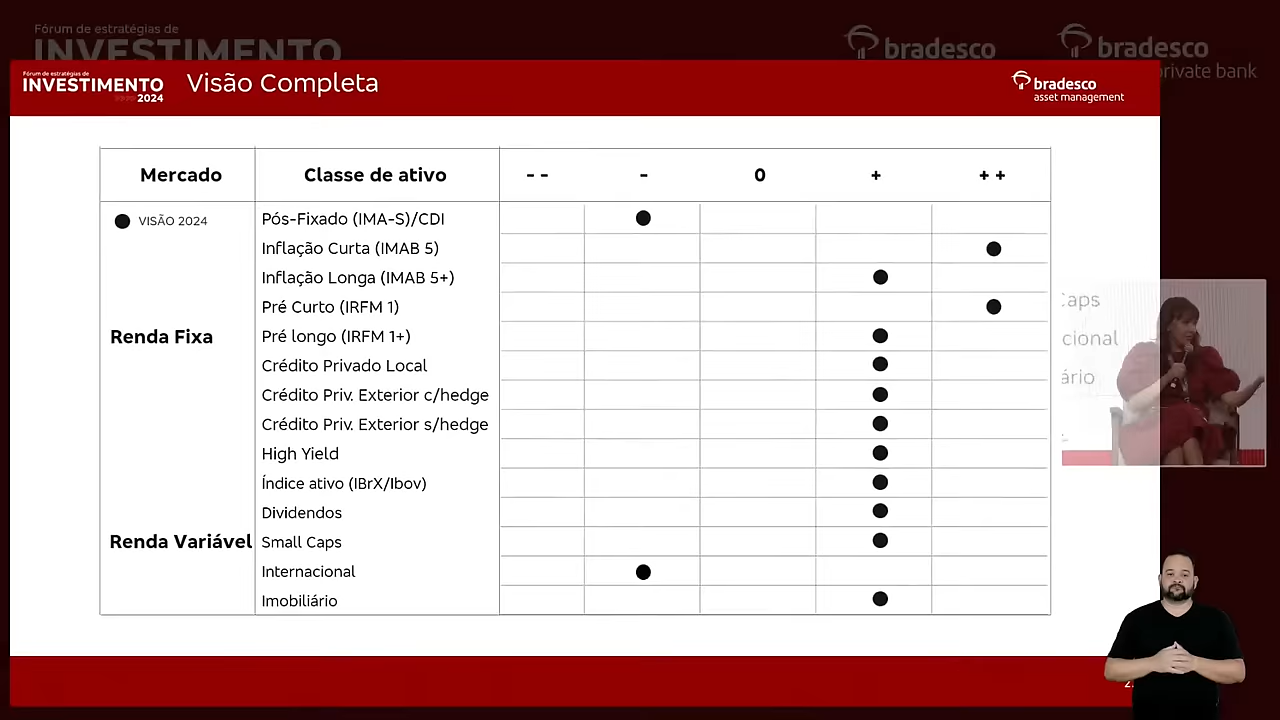 Fórum de estratégias de
INVESTIMENTO
bradesco
bradesco
private bank
Fórum de estratégias de
INVESTIMENTO
2024
Visão Completa
bradesco
asset management
Mercado Classe de ativo - - - 0 + + +
VISÃO 2024 Pós-Fixado (IMA-S)/CDI
Inflação Curta (IMAB 5)
Inflação Longa (IMAB 5+)
Pré Curto (IRFM 1)
Renda Fixa Pré longo (IRFM 1+)
Crédito Privado Local
Crédito Priv. Exterior c/hedge
Crédito Priv. Exterior s/hedge
High Yield
Índice ativo (IBrX/Ibov)
Dividendos
Renda Variável Small Caps
Internacional
Imobiliário
Caps
cional
ário